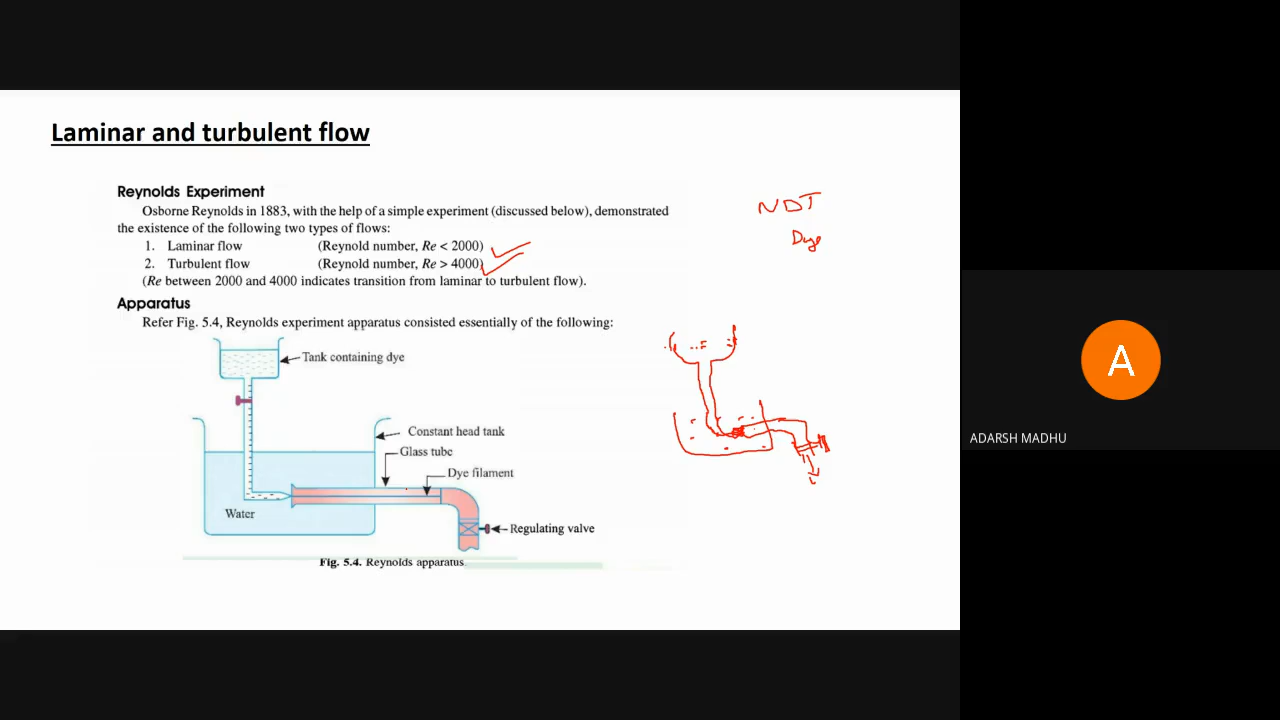 Laminar and turbulent flow
Reynolds Experiment
Osborne Reynolds in 1883, with the help of a simple experiment (discussed below), demonstrated
the existence of the following two types of flows:
1. Laminar flow (Reynold number, Re < 2000)
2. Turbulent flow (Reynold number, Re > 4000)
(Re between 2000 and 4000 indicates transition from laminar to turbulent flow).
Apparatus
Refer Fig. 5.4, Reynolds experiment apparatus consisted essentially of the following:
Tank containing dye
Constant head tank
Glass tube
Dye filament
Water
Regulating valve
Fig. 5.4. Reynolds apparatus
NDT
Dye
A
ADARSH MADHU